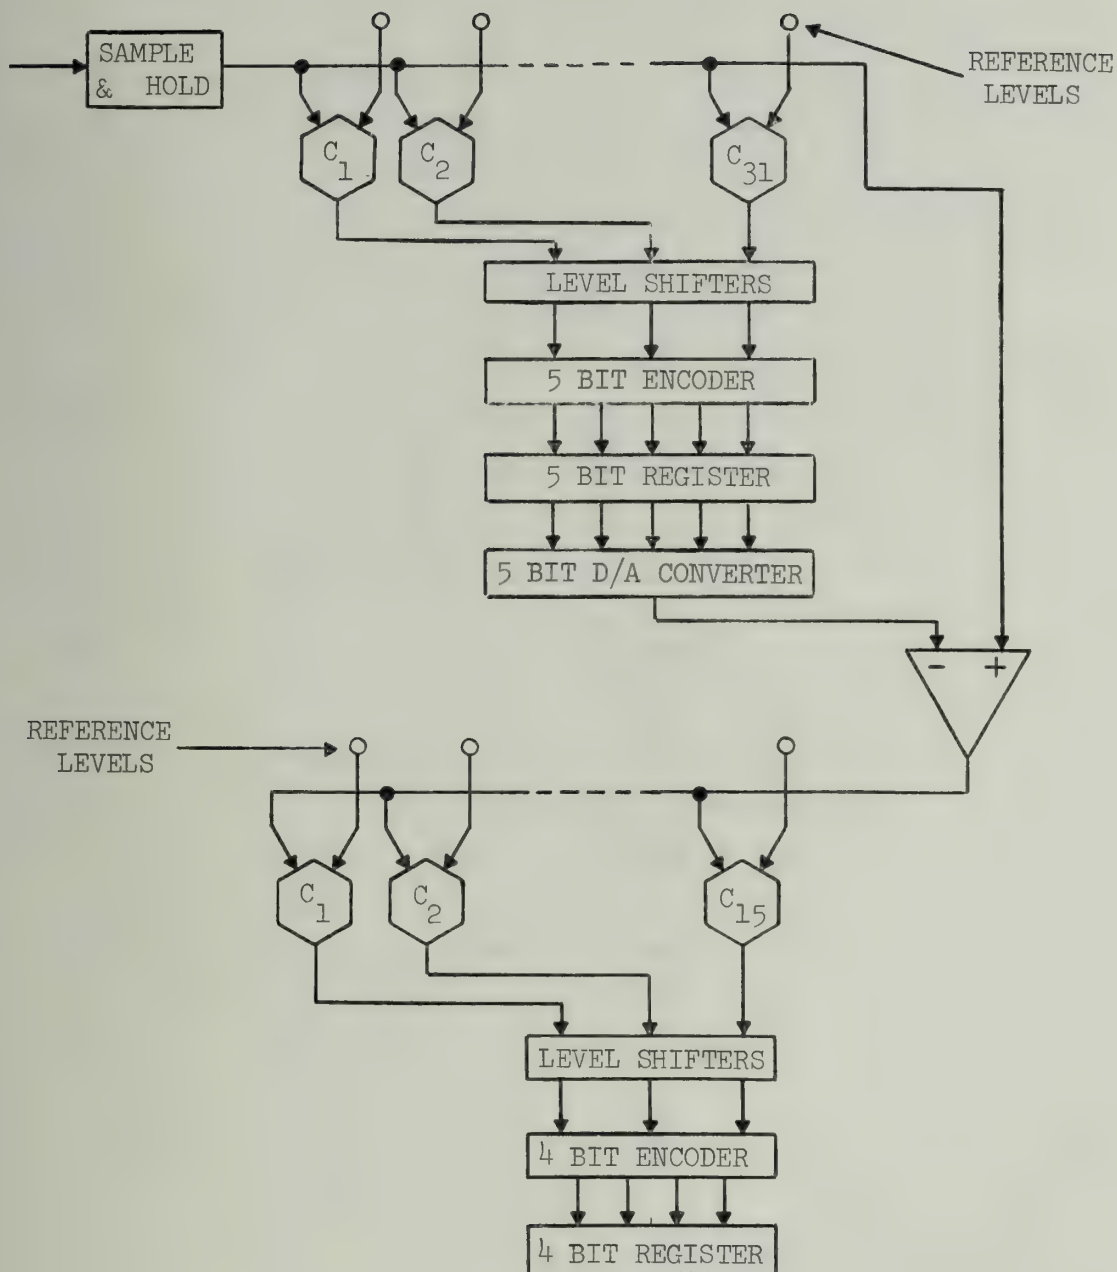 SAMPLE
& HOLD
REFERENCE
LEVELS
C1
C2
C31
LEVEL SHIFTERS
5 BIT ENCODER
5 BIT REGISTER
5 BIT D/A CONVERTER
- +
REFERENCE
LEVELS
C1
C2
C15
LEVEL SHIFTERS
4 BIT ENCODER
4 BIT REGISTER